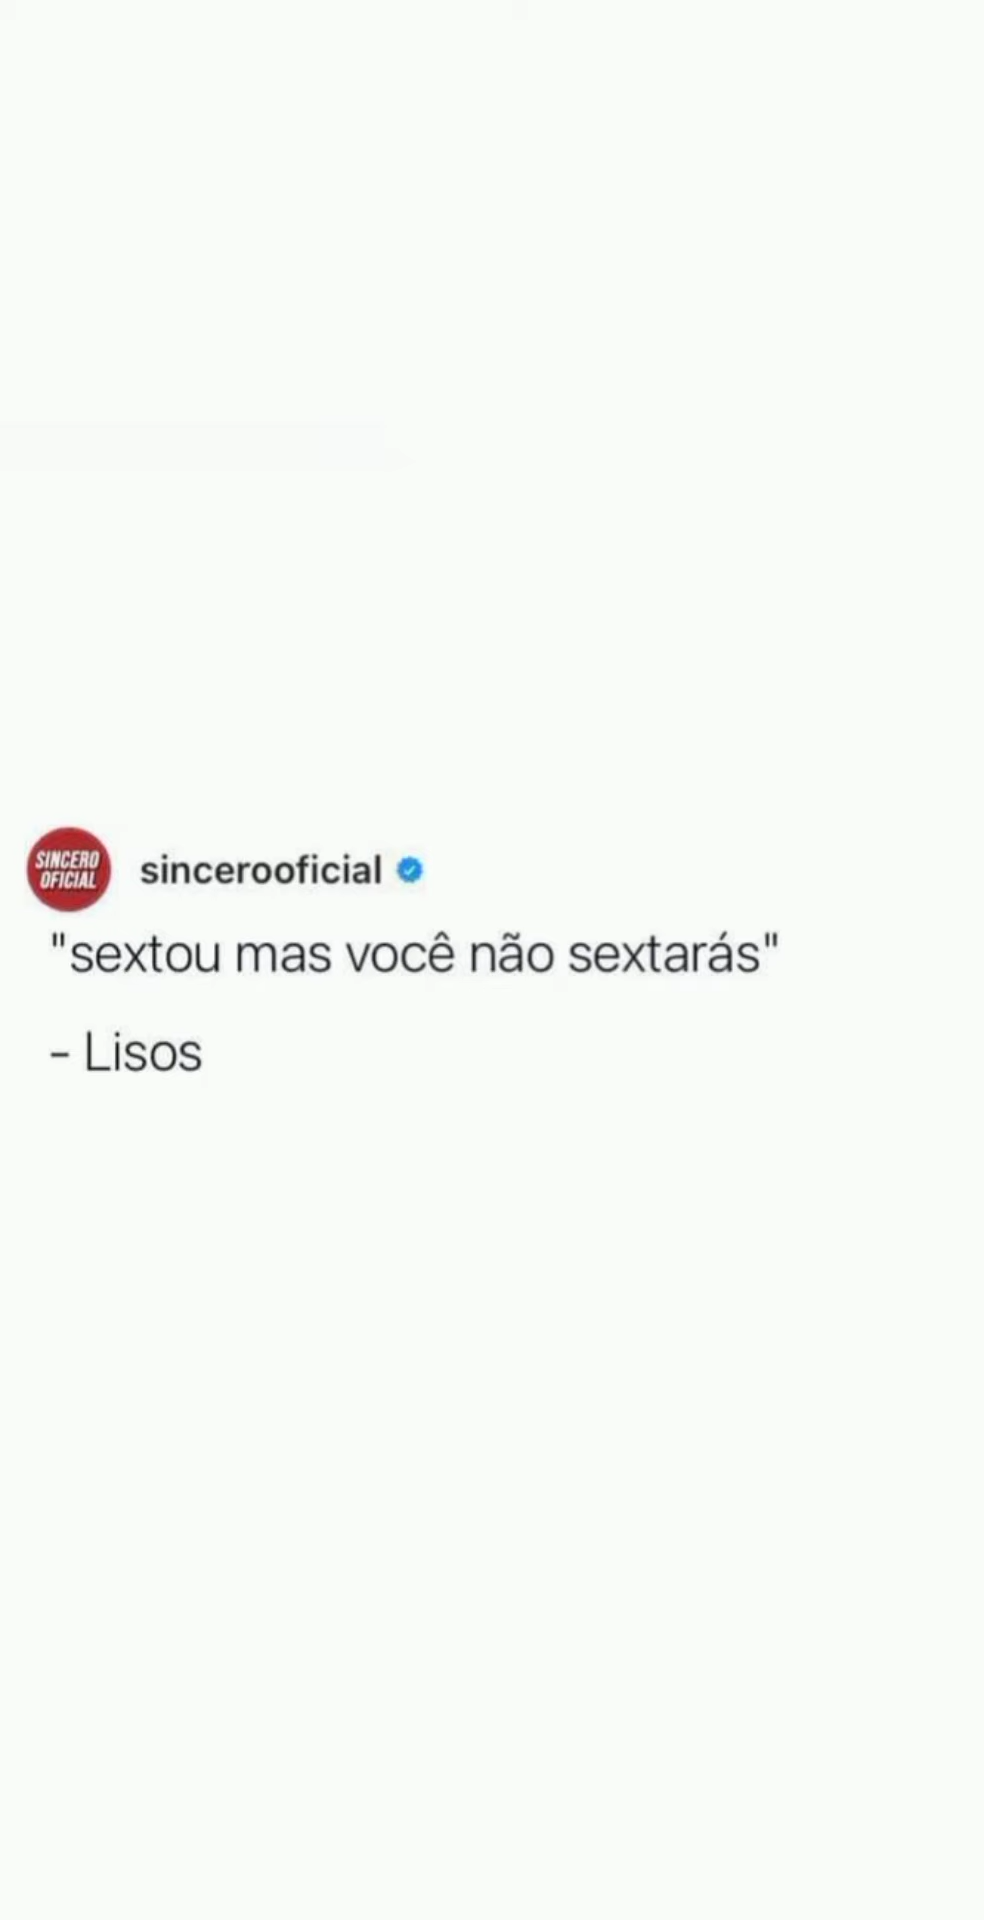 SINCERO
OFICIAL
sincerooficial
"sextou mas você não sextarás"
- Lisos